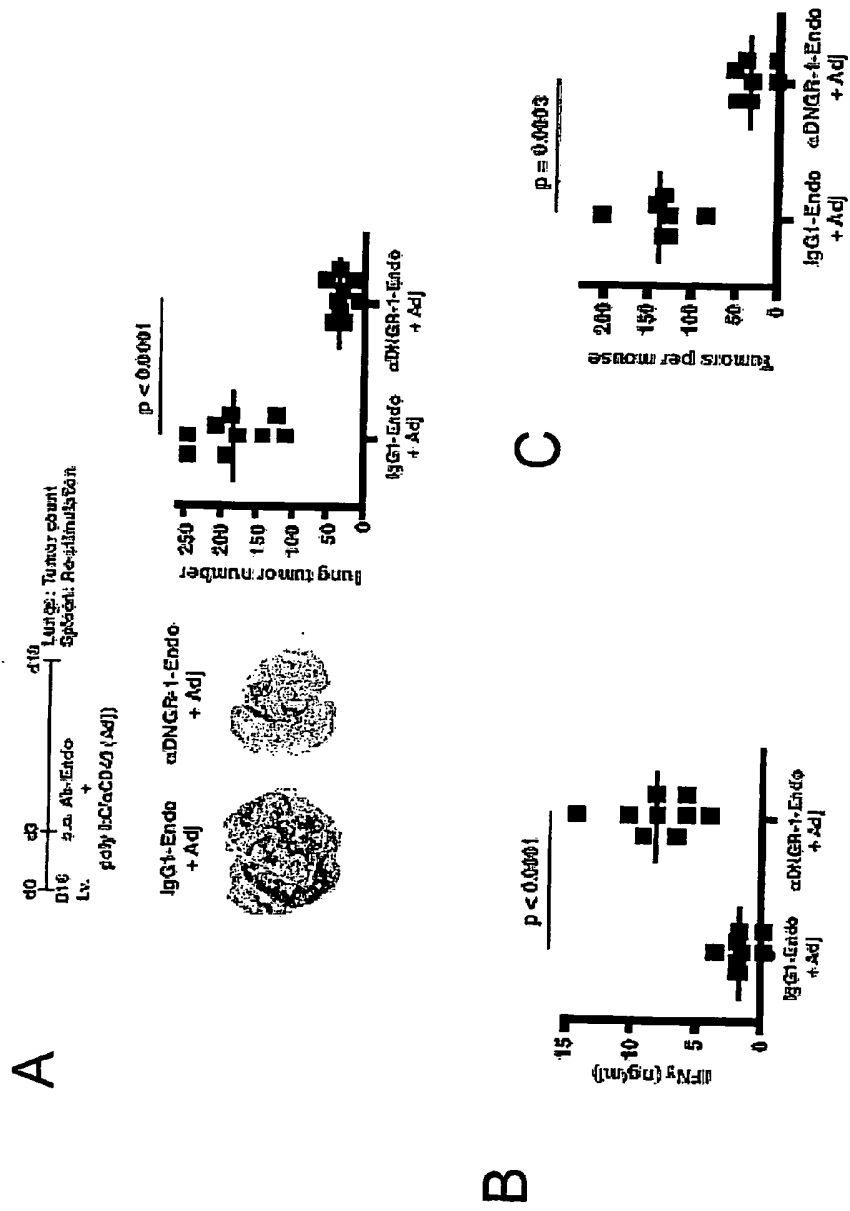 A
d0 d3 d18
B16 s.c. Ab-Endo Lungs: Tumor count
i.v. + Spleen: Restimulation
poly I:C/αCD40 (Adj)
IgG1-Endo αDNGR-1-Endo
+ Adj + Adj
p < 0.0001
lung tumor number
250
200
150
100
50
0
IgG1-Endo αDNGR-1-Endo
+ Adj + Adj
B
p < 0.0001
IFNγ (ng/ml)
15
10
5
0
IgG1-Endo αDNGR-1-Endo
+ Adj + Adj
C
p = 0.0003
Tumors per mouse
200
150
100
50
0
IgG1-Endo αDNGR-1-Endo
+ Adj + Adj